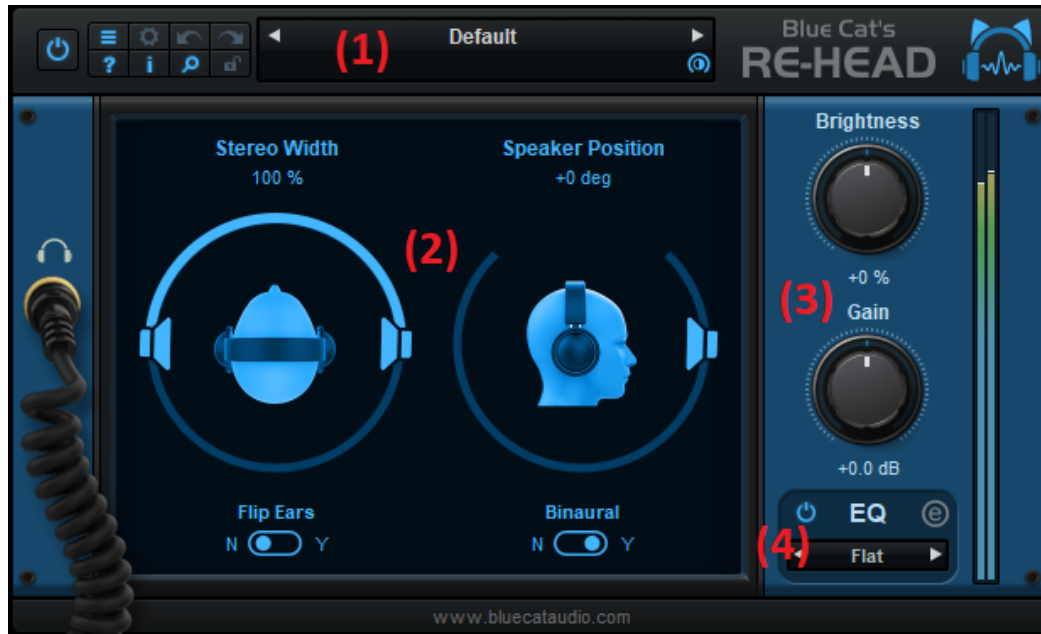 (1)
Default
Blue Cat's
RE-HEAD
? i
Stereo Width
100 %
Speaker Position
+0 deg
(2)
Flip Ears
N Y
Binaural
N Y
Brightness
+0 %
(3)
Gain
+0.0 dB
EQ e
(4)
Flat
www.bluecataudio.com